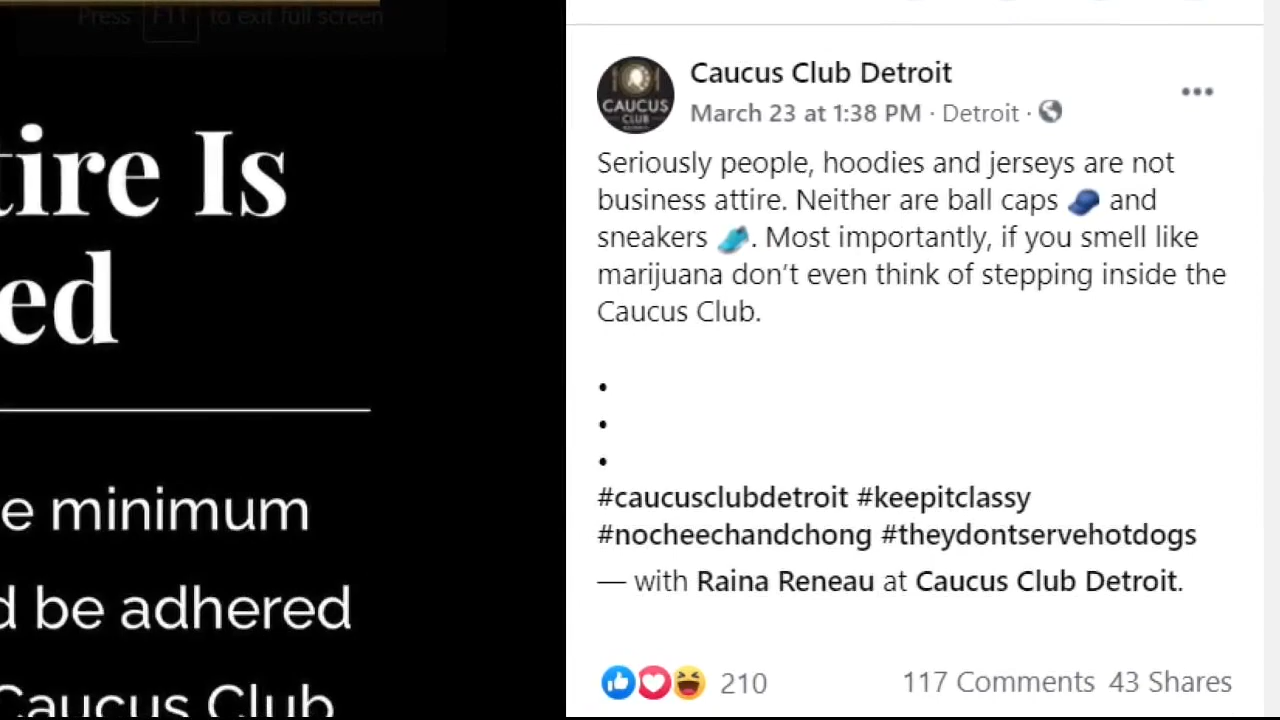 Press F11 to exit full screen
tire Is
ed
e minimum
d be adhered
Caucus Club
CAUCUS
CLUB
Caucus Club Detroit
March 23 at 1:38 PM · Detroit ·
Seriously people, hoodies and jerseys are not
business attire. Neither are ball caps 🧢 and
sneakers 👟. Most importantly, if you smell like
marijuana don't even think of stepping inside the
Caucus Club.
•
•
•
#caucusclubdetroit #keepitclassy
#nocheechandchong #theydontservehotdogs
— with Raina Reneau at Caucus Club Detroit.
210 117 Comments 43 Shares